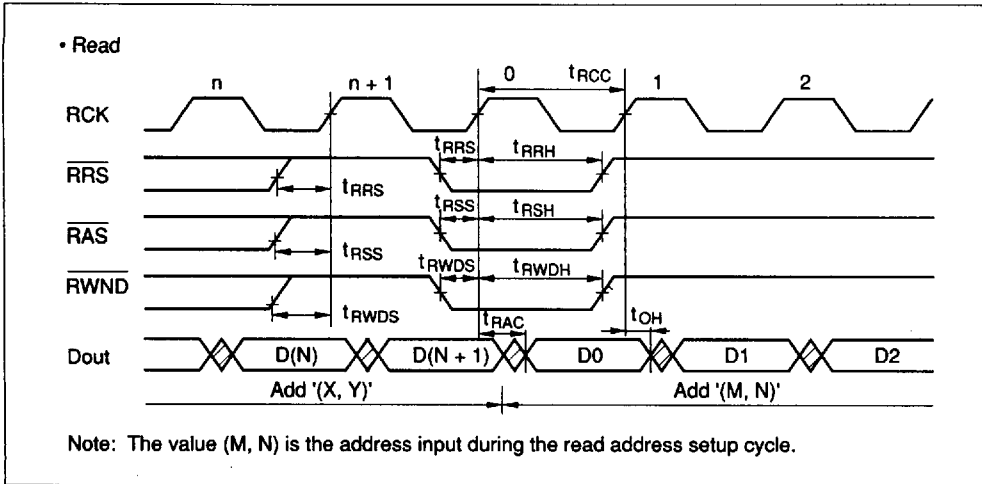 • Read
n n + 1 0 tRCC 1 2
RCK
tRRS tRRH
RRS
tRRS
tRSS tRSH
RAS
tRSS
tRWDS tRWDH
RWND
tRWDS tRAC tOH
Dout D(N) D(N + 1) D0 D1 D2
Add '(X, Y)' Add '(M, N)'
Note: The value (M, N) is the address input during the read address setup cycle.